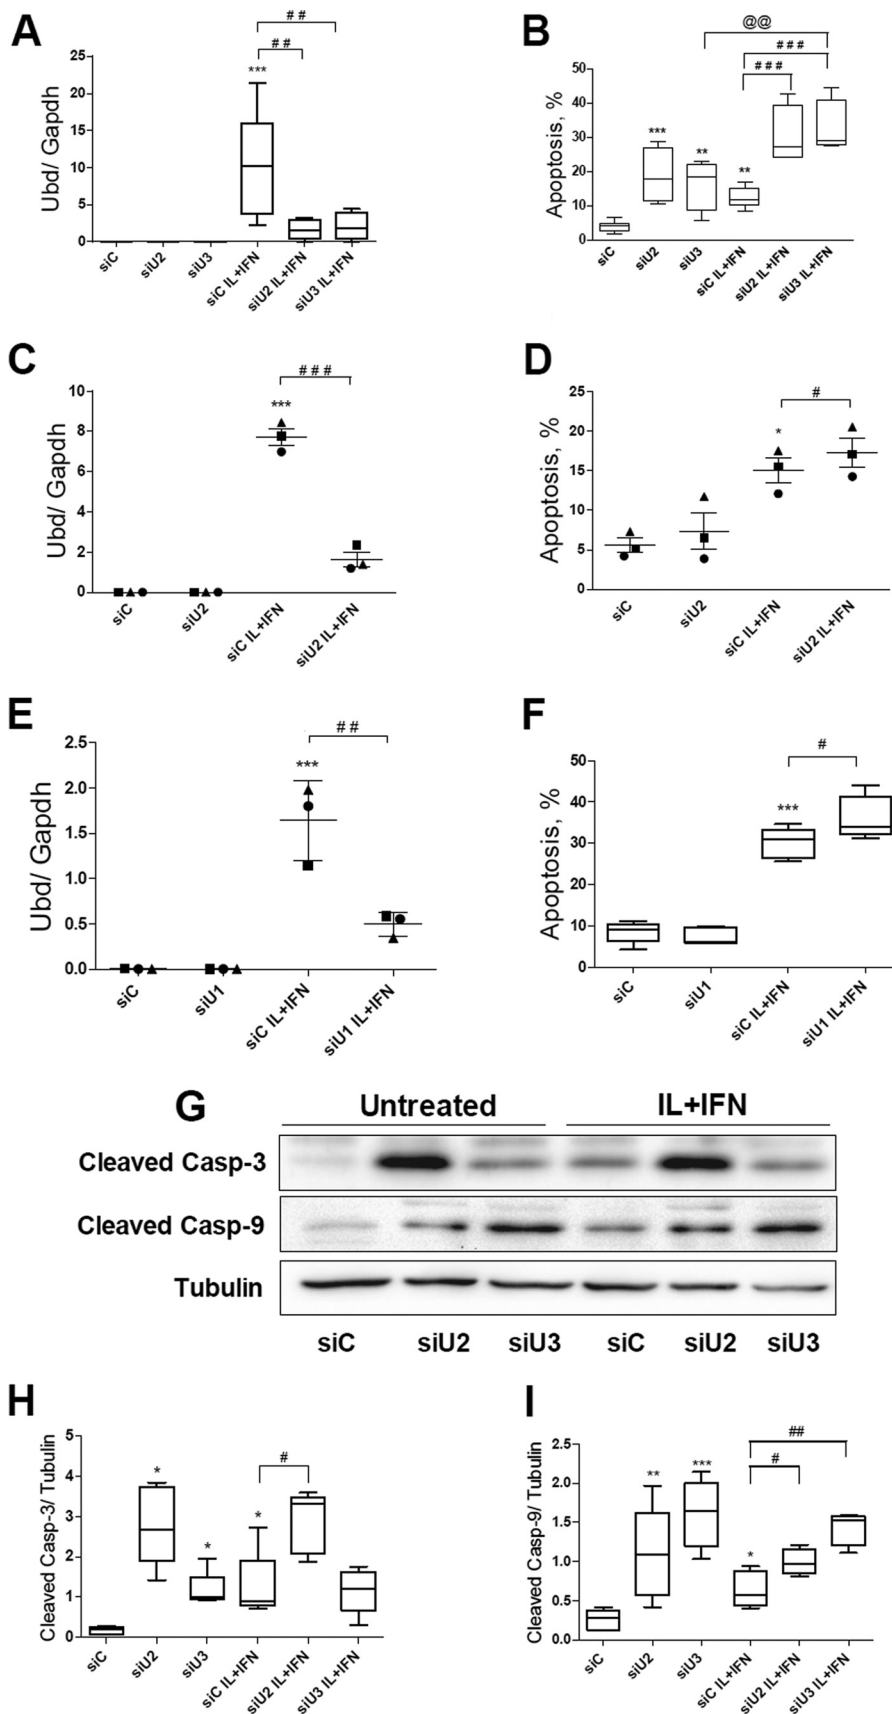 A
Ubd/ Gapdh
25
20
15
10
5
0
# #
# #
***
siC
siU2
siU3
siC IL+IFN
siU2 IL+IFN
siU3 IL+IFN
B
Apoptosis, %
50
40
30
20
10
0
@@
# # #
# # #
***
**
**
siC
siU2
siU3
siC IL+IFN
siU2 IL+IFN
siU3 IL+IFN
C
Ubd/ Gapdh
10
8
6
4
2
0
# # #
***
siC
siU2
siC IL+IFN
siU2 IL+IFN
D
Apoptosis, %
25
20
15
10
5
0
#
*
siC
siU2
siC IL+IFN
siU2 IL+IFN
E
Ubd/ Gapdh
2.5
2.0
1.5
1.0
0.5
0.0
# #
***
siC
siU1
siC IL+IFN
siU1 IL+IFN
F
Apoptosis, %
50
40
30
20
10
0
#
***
siC
siU1
siC IL+IFN
siU1 IL+IFN
G
Untreated IL+IFN
Cleaved Casp-3
Cleaved Casp-9
Tubulin
siC siU2 siU3 siC siU2 siU3
H
Cleaved Casp-3/ Tubulin
5
4
3
2
1
0
#
*
*
*
siC
siU2
siU3
siC IL+IFN
siU2 IL+IFN
siU3 IL+IFN
I
Cleaved Casp-9/ Tubulin
2.5
2.0
1.5
1.0
0.5
0.0
##
#
**
***
*
siC
siU2
siU3
siC IL+IFN
siU2 IL+IFN
siU3 IL+IFN